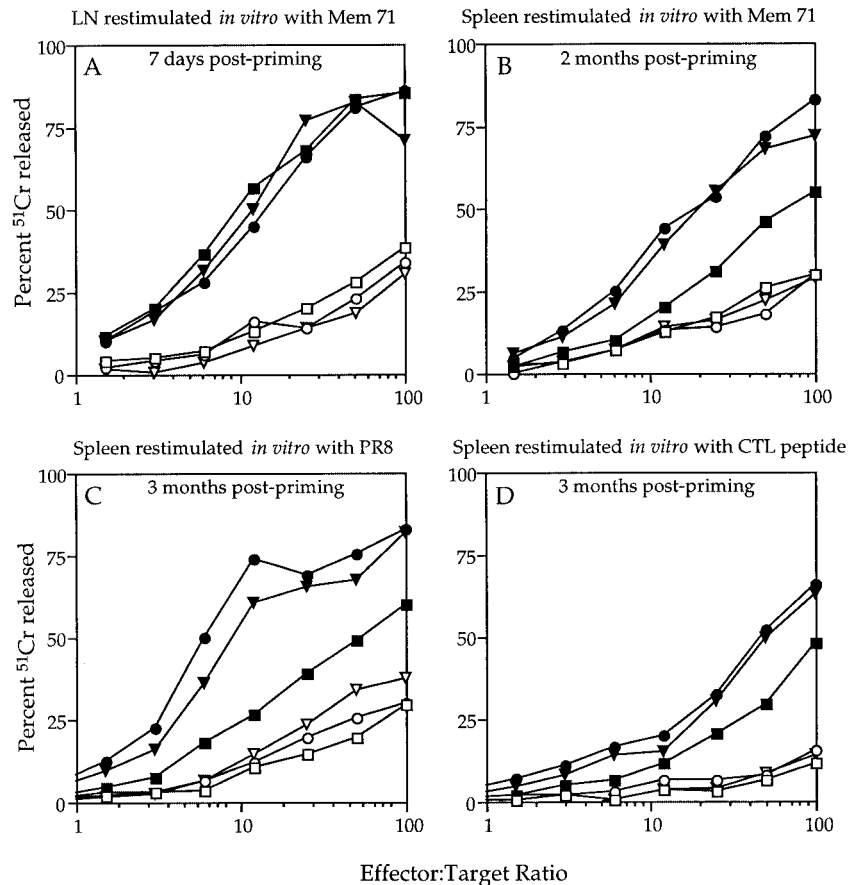 LN restimulated in vitro with Mem 71
A
7 days post-priming
Percent ⁵¹Cr released
100
75
50
25
0
1
10
100
Spleen restimulated in vitro with Mem 71
B
2 months post-priming
100
75
50
25
0
1
10
100
Spleen restimulated in vitro with PR8
C
3 months post-priming
Percent ⁵¹Cr released
100
75
50
25
0
1
10
100
Spleen restimulated in vitro with CTL peptide
D
3 months post-priming
100
75
50
25
0
1
10
100
Effector:Target Ratio